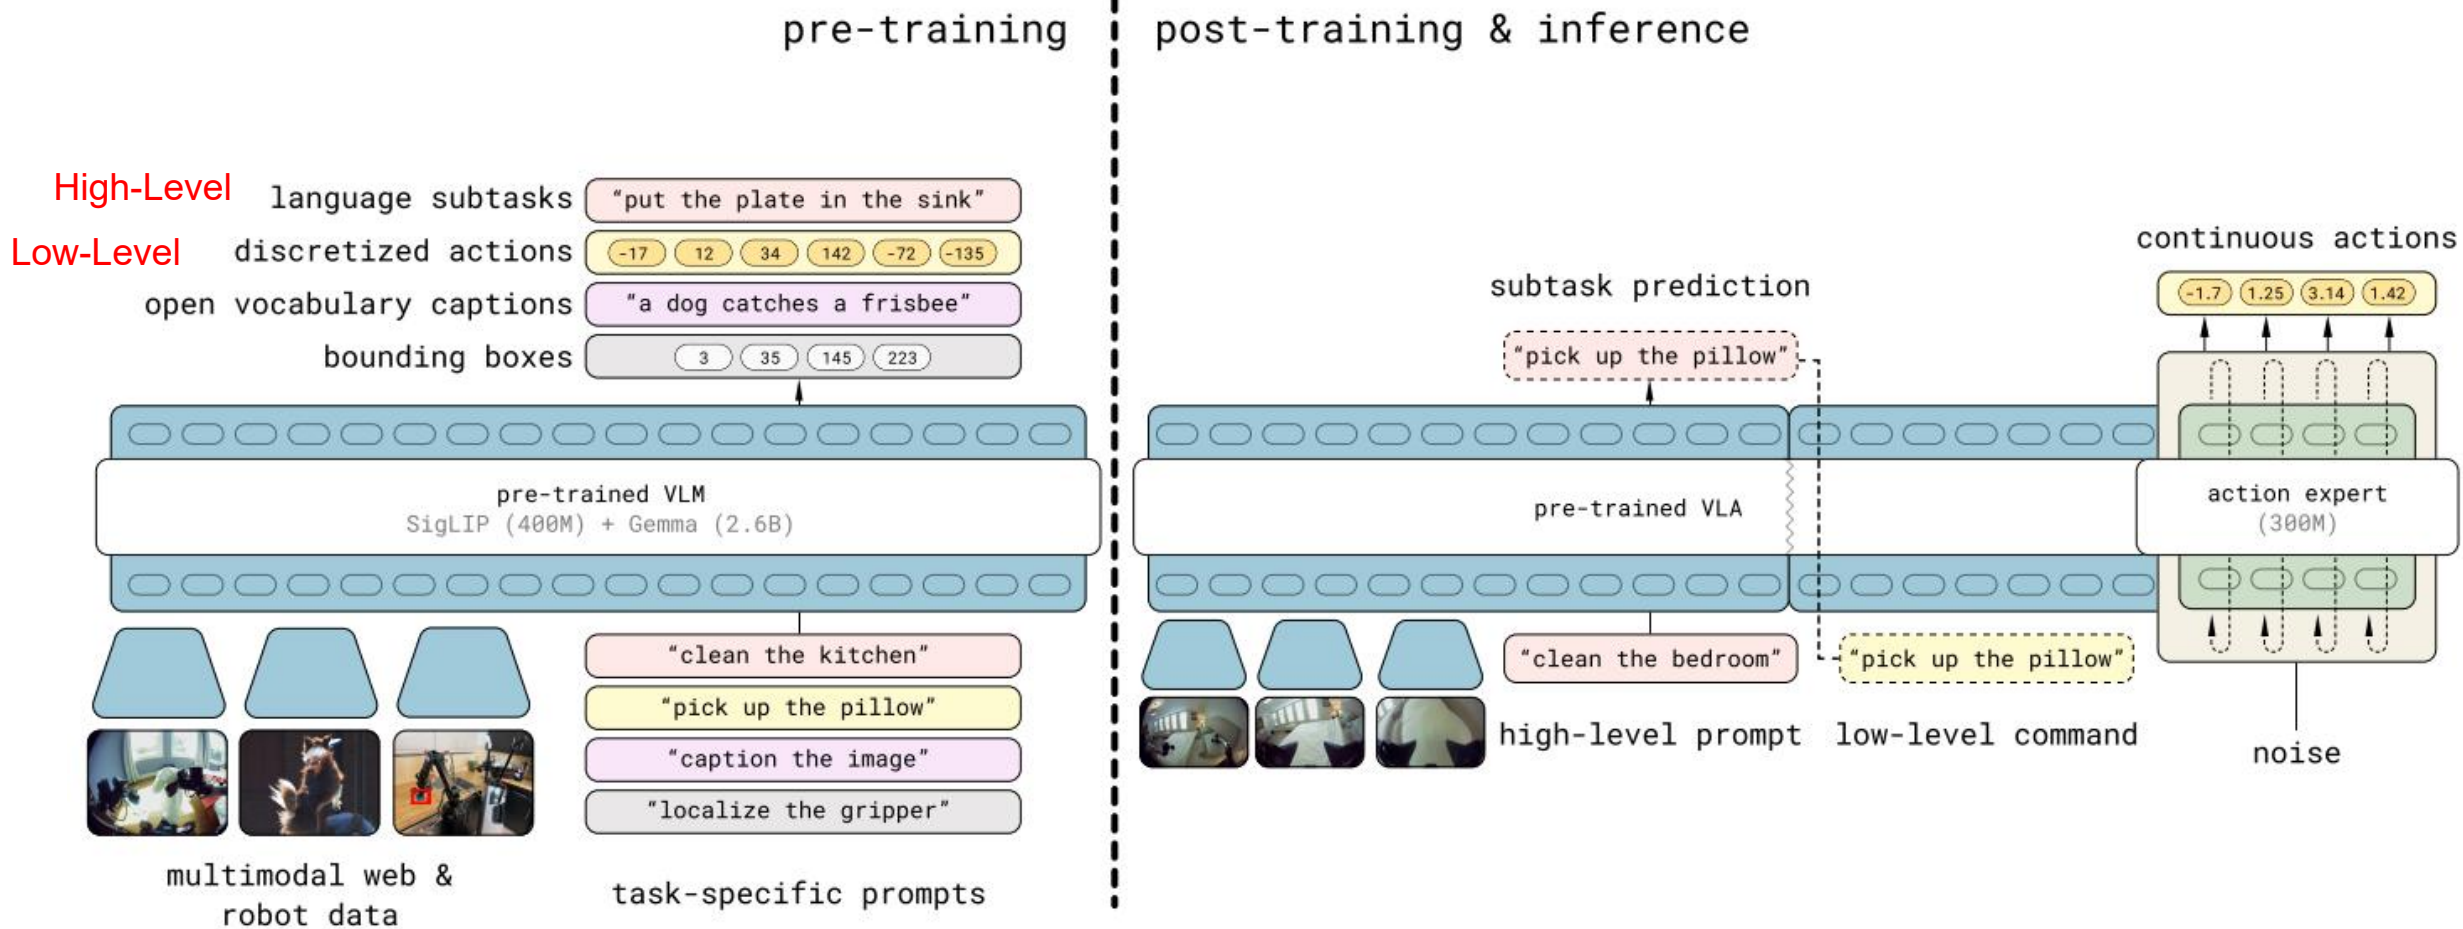 pre-training
post-training & inference
High-Level
language subtasks
“put the plate in the sink”
Low-Level
discretized actions
-17 12 34 142 -72 -135
open vocabulary captions
“a dog catches a frisbee”
bounding boxes
3 35 145 223
pre-trained VLM
SigLIP (400M) + Gemma (2.6B)
“clean the kitchen”
“pick up the pillow”
“caption the image”
“localize the gripper”
multimodal web &
robot data
task-specific prompts
subtask prediction
“pick up the pillow”
continuous actions
-1.7 1.25 3.14 1.42
pre-trained VLA
action expert
(300M)
“clean the bedroom”
“pick up the pillow”
high-level prompt
low-level command
noise